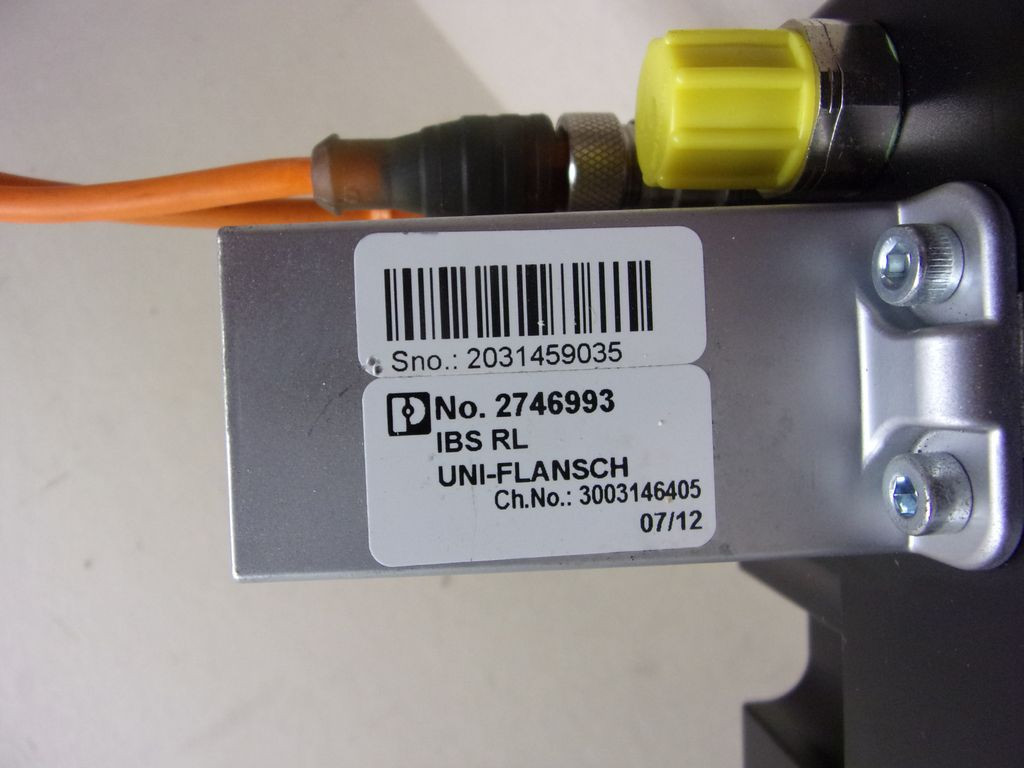 Sno.: 2031459035
No. 2746993
IBS RL
UNI-FLANSCH
Ch.No.: 3003146405
07/12